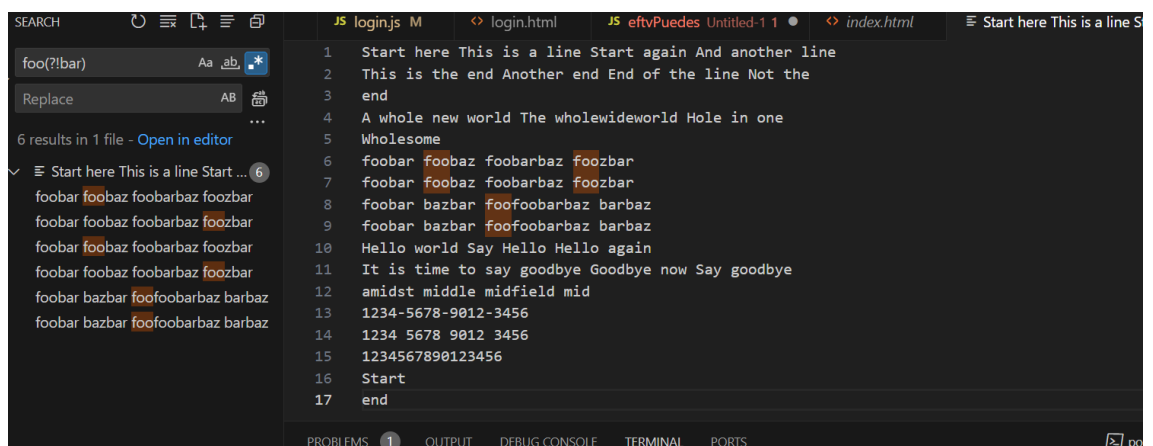 SEARCH
JS login.js M <> login.html JS eftvPuedes Untitled-1 1 ● <> index.html Start here This is a line S
foo(?!bar) Aa ab .*
Replace AB
...
6 results in 1 file - Open in editor
Start here This is a line Start ... 6
foobar foobaz foobarbaz foozbar
foobar foobaz foobarbaz foozbar
foobar foobaz foobarbaz foozbar
foobar foobaz foobarbaz foozbar
foobar bazbar foofoobarbaz barbaz
foobar bazbar foofoobarbaz barbaz
1 Start here This is a line Start again And another line
2 This is the end Another end End of the line Not the
3 end
4 A whole new world The wholewideworld Hole in one
5 Wholesome
6 foobar foobaz foobarbaz foozbar
7 foobar foobaz foobarbaz foozbar
8 foobar bazbar foofoobarbaz barbaz
9 foobar bazbar foofoobarbaz barbaz
10 Hello world Say Hello Hello again
11 It is time to say goodbye Goodbye now Say goodbye
12 amidst middle midfield mid
13 1234-5678-9012-3456
14 1234 5678 9012 3456
15 1234567890123456
16 Start
17 end
PROBLEMS 1 OUTPUT DEBUG CONSOLE TERMINAL PORTS po